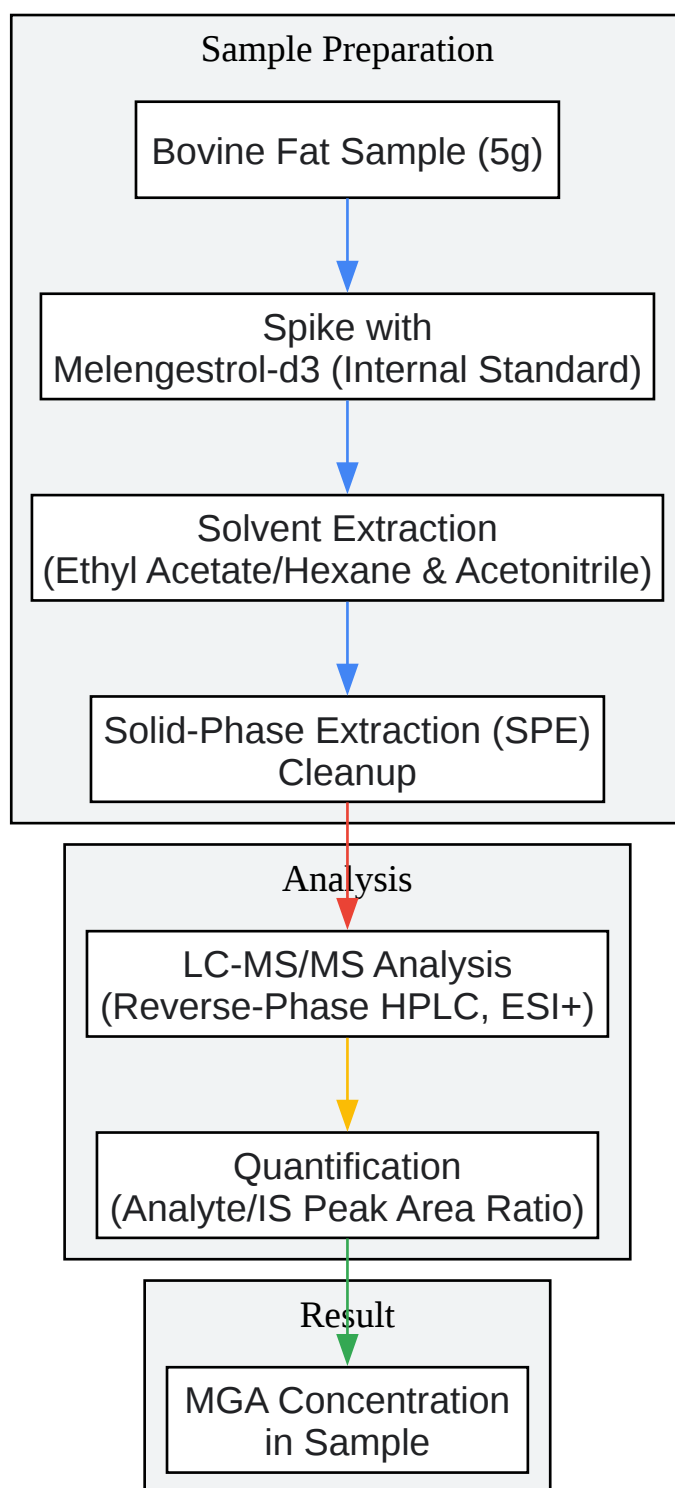 Sample Preparation
Bovine Fat Sample (5g)
Spike with
Melengestrol-d3 (Internal Standard)
Solvent Extraction
(Ethyl Acetate/Hexane & Acetonitrile)
Solid-Phase Extraction (SPE)
Cleanup
Analysis
LC-MS/MS Analysis
(Reverse-Phase HPLC, ESI+)
Quantification
(Analyte/IS Peak Area Ratio)
Result
MGA Concentration
in Sample